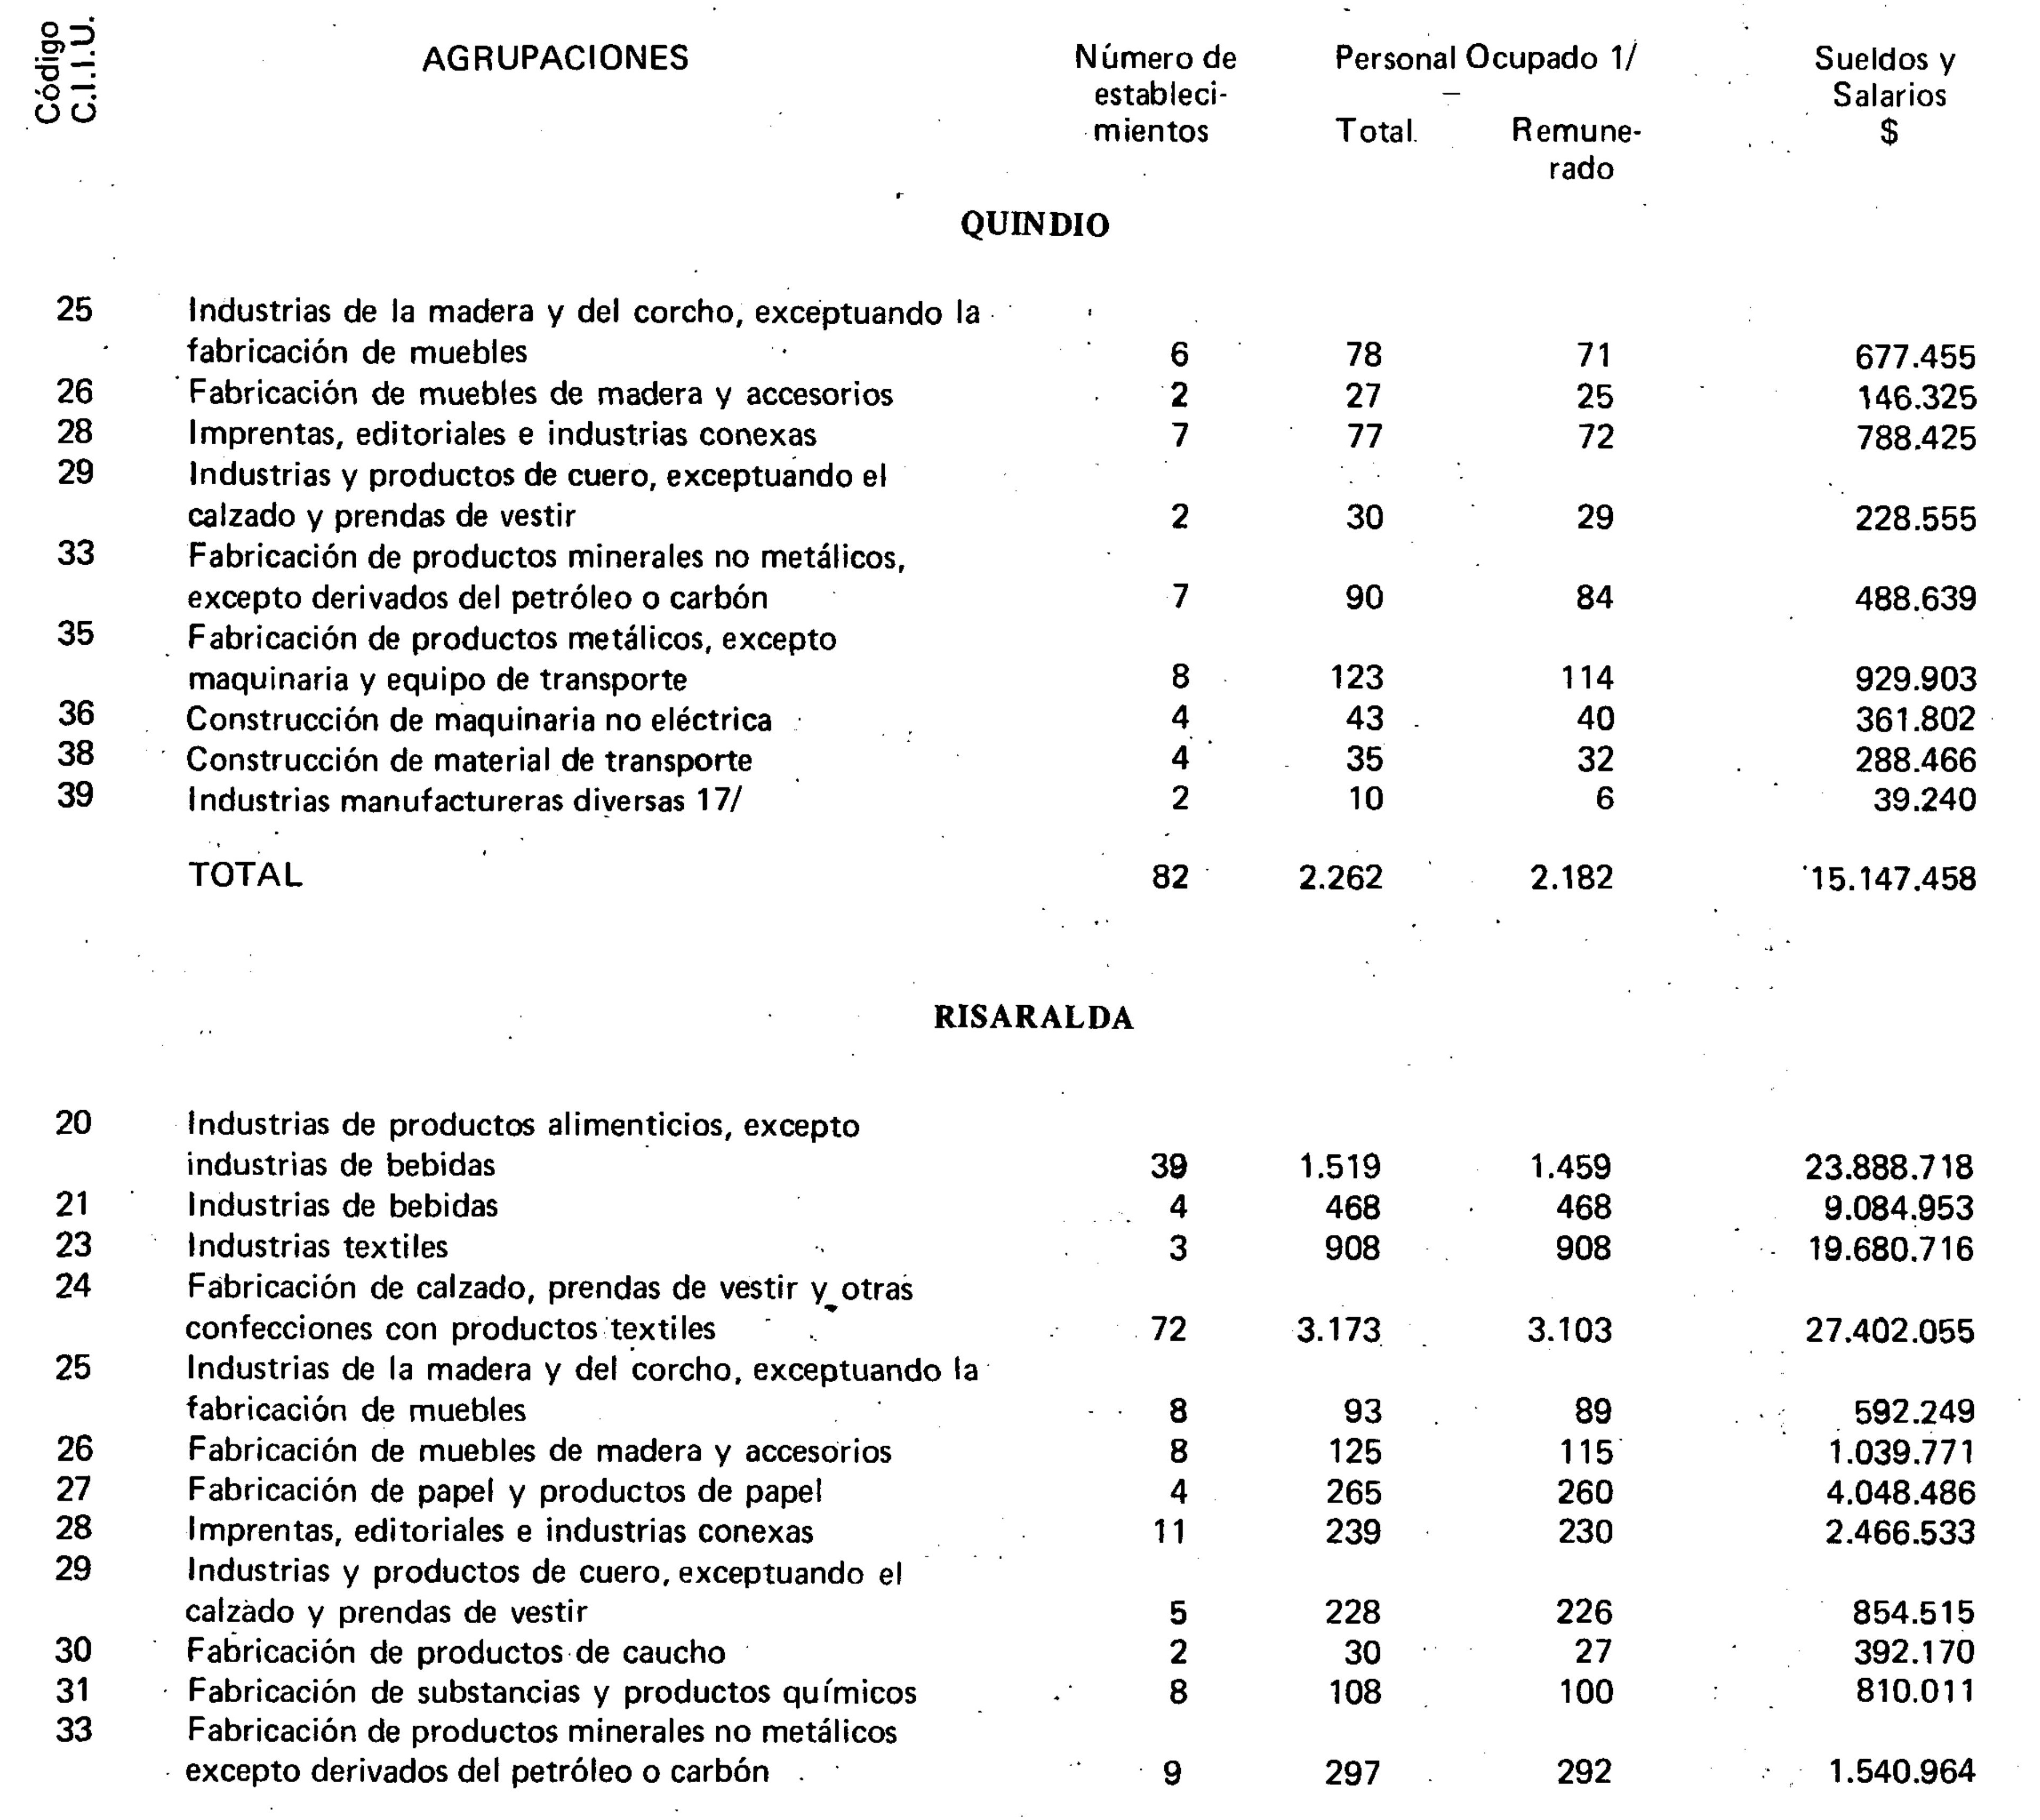 Código C.I.I.U. AGRUPACIONES Número de Personal Ocupado 1/ Sueldos y
estableci- Salarios
mientos Total Remune- $
rado
QUINDIO
25 Industrias de la madera y del corcho, exceptuando la
fabricación de muebles 6 78 71 677.455
26 Fabricación de muebles de madera y accesorios 2 27 25 146.325
28 Imprentas, editoriales e industrias conexas 7 77 72 788.425
29 Industrias y productos de cuero, exceptuando el
calzado y prendas de vestir 2 30 29 228.555
33 Fabricación de productos minerales no metálicos,
excepto derivados del petróleo o carbón 7 90 84 488.639
35 Fabricación de productos metálicos, excepto
maquinaria y equipo de transporte 8 123 114 929.903
36 Construcción de maquinaria no eléctrica 4 43 40 361.802
38 Construcción de material de transporte 4 35 32 288.466
39 Industrias manufactureras diversas 17/ 2 10 6 39.240
TOTAL 82 2.262 2.182 15.147.458
RISARALDA
20 Industrias de productos alimenticios, excepto
industrias de bebidas 39 1.519 1.459 23.888.718
21 Industrias de bebidas 4 468 468 9.084.953
23 Industrias textiles 3 908 908 19.680.716
24 Fabricación de calzado, prendas de vestir y otras
confecciones con productos textiles 72 3.173 3.103 27.402.055
25 Industrias de la madera y del corcho, exceptuando la
fabricación de muebles 8 93 89 592.249
26 Fabricación de muebles de madera y accesorios 8 125 115 1.039.771
27 Fabricación de papel y productos de papel 4 265 260 4.048.486
28 Imprentas, editoriales e industrias conexas 11 239 230 2.466.533
29 Industrias y productos de cuero, exceptuando el
calzado y prendas de vestir 5 228 226 854.515
30 Fabricación de productos de caucho 2 30 27 392.170
31 Fabricación de substancias y productos químicos 8 108 100 810.011
33 Fabricación de productos minerales no metálicos
excepto derivados del petróleo o carbón 9 297 292 1.540.964